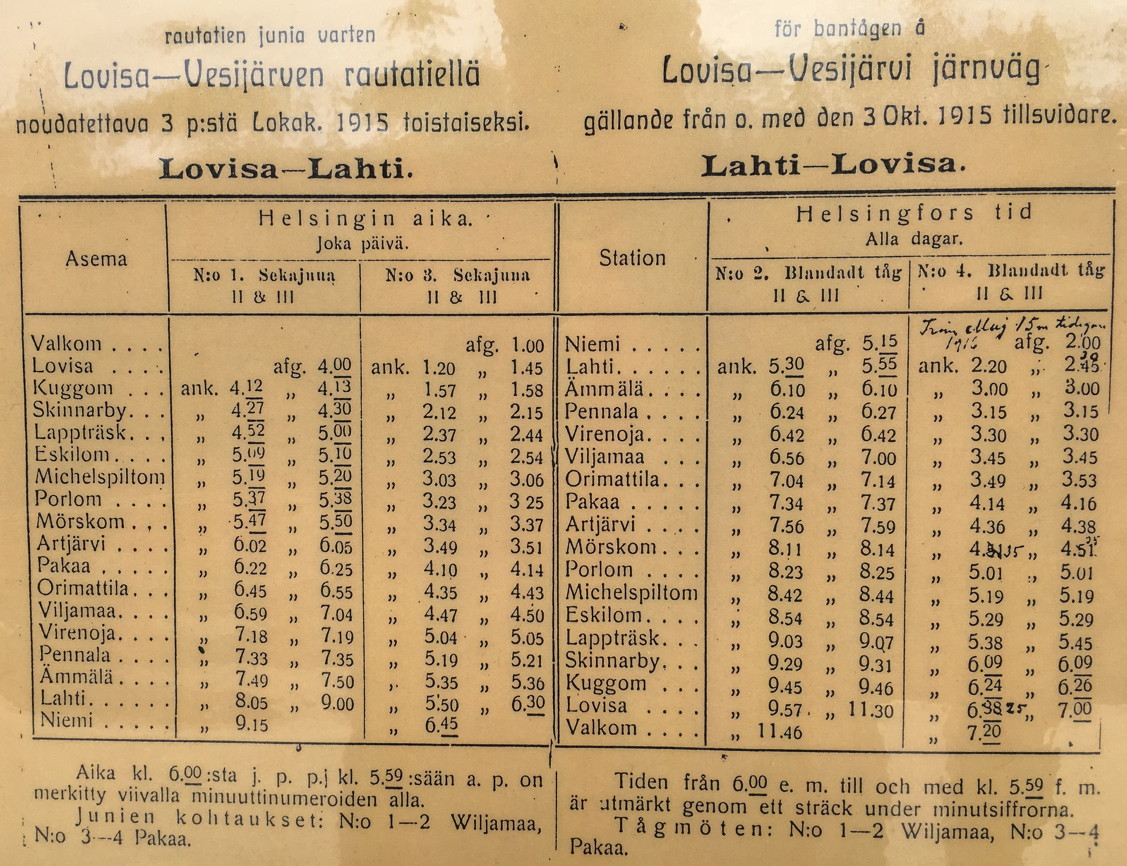 rautatien junia varten
Lovisa—Vesijärven rautatiellä
noudatettava 3 p:stä Lokak. 1915 toistaiseksi.
Lovisa—Lahti.
Asema
Helsingin aika.
Joka päivä.
N:o 1. Sekajuna
II & III
N:o 3. Sekajuna
II & III
Valkom . . . . afg. 1.00
Lovisa . . . . afg. 4.00 ank. 1.20 „ 1.45
Kuggom . . . ank. 4.12 „ 4.13 „ 1.57 „ 1.58
Skinnarby. . . „ 4.27 „ 4.30 „ 2.12 „ 2.15
Lappträsk. . . „ 4.52 „ 5.00 „ 2.37 „ 2.44
Eskilom . . . . „ 5.09 „ 5.10 „ 2.53 „ 2.54
Michelspiltom „ 5.19 „ 5.20 „ 3.03 „ 3.06
Porlom . . . . „ 5.37 „ 5.38 „ 3.23 „ 3 25
Mörskom . . . „ 5.47 „ 5.50 „ 3.34 „ 3.37
Artjärvi . . . . „ 6.02 „ 6.05 „ 3.49 „ 3.51
Pakaa . . . . . „ 6.22 „ 6.25 „ 4.10 „ 4.14
Orimattila. . . „ 6.45 „ 6.55 „ 4.35 „ 4.43
Viljamaa. . . . „ 6.59 „ 7.04 „ 4.47 „ 4.50
Virenoja. . . . „ 7.18 „ 7.19 „ 5.04 „ 5.05
Pennala . . . . „ 7.33 „ 7.35 „ 5.19 „ 5.21
Ämmälä . . . . „ 7.49 „ 7.50 „ 5.35 „ 5.36
Lahti. . . . . . „ 8.05 „ 9.00 „ 5.50 „ 6.30
Niemi . . . . . „ 9.15 „ 6.45
Aika kl. 6.00 :sta j. p. p.j kl. 5.59 :sään a. p. on
merkitty viivalla minuuttinumeroiden alla.
Junien kohtaukset: N:o 1—2 Wiljamaa,
N:o 3—4 Pakaa.
för bantågen å
Lovisa—Vesijärvi järnväg
gällande från o. med den 3 Okt. 1915 tillsvidare.
Lahti—Lovisa.
Station
Helsingfors tid
Alla dagar.
N:o 2. Blandadt tåg
II & III
N:o 4. Blandadt tåg
II & III
15m tidigare
1916
Niemi . . . . . afg. 5.15 afg. 2.00
Lahti. . . . . . ank. 5.30 „ 5.55 ank. 2.20 „ 2.45 30
Ämmälä . . . . „ 6.10 „ 6.10 „ 3.00 „ 3.00
Pennala . . . . „ 6.24 „ 6.27 „ 3.15 „ 3.15
Virenoja. . . . „ 6.42 „ 6.42 „ 3.30 „ 3.30
Viljamaa . . . „ 6.56 „ 7.00 „ 3.45 „ 3.45
Orimattila. . . „ 7.04 „ 7.14 „ 3.49 „ 3.53
Pakaa . . . . . „ 7.34 „ 7.37 „ 4.14 „ 4.16
Artjärvi . . . . „ 7.56 „ 7.59 „ 4.36 „ 4.38
Mörskom . . . „ 8.11 „ 8.14 „ 35 „ 4.51 35
Porlom . . . . „ 8.23 „ 8.25 „ 5.01 „ 5.01
Michelspiltom „ 8.42 „ 8.44 „ 5.19 „ 5.19
Eskilom . . . . „ 8.54 „ 8.54 „ 5.29 „ 5.29
Lappträsk. . . „ 9.03 „ 9.07 „ 5.38 „ 5.45
Skinnarby. . . „ 9.29 „ 9.31 „ 6.09 „ 6.09
Kuggom . . . „ 9.45 „ 9.46 „ 6.24 „ 6.26
Lovisa . . . . „ 9.57 „ 11.30 „ 6.38 25 „ 7.00
Valkom . . . . „ 11.46 „ 7.20
Tiden från 6.00 e. m. till och med kl. 5.59 f. m.
är utmärkt genom ett sträck under minutsiffrorna.
Tågmöten: N:o 1—2 Wiljamaa, N:o 3—4
Pakaa.